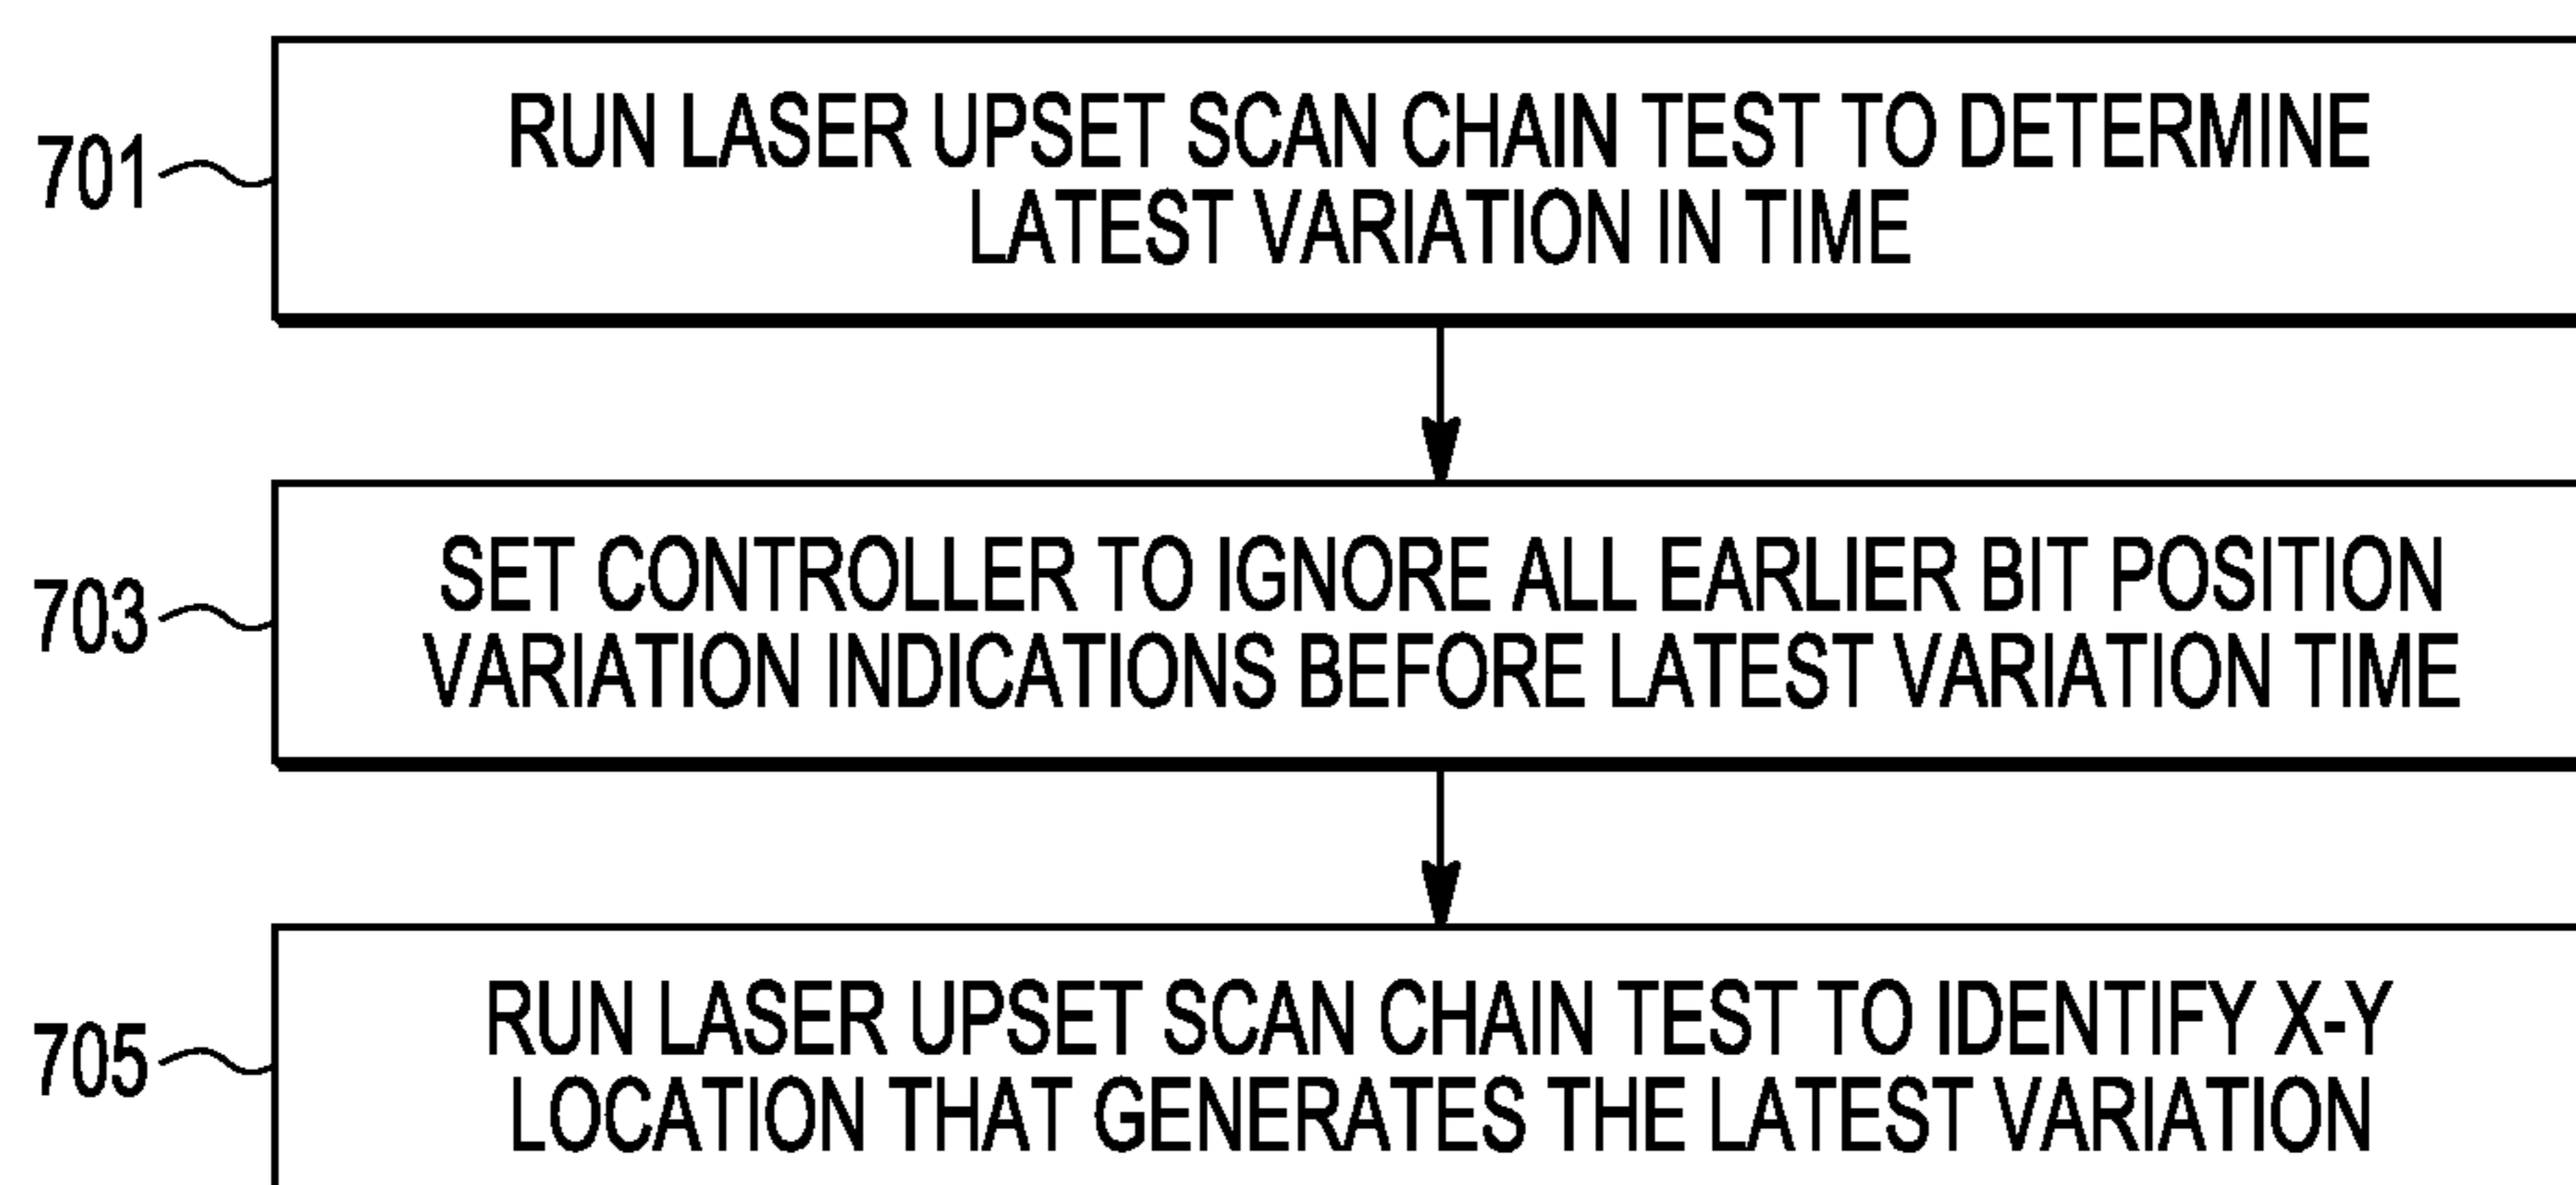 701
RUN LASER UPSET SCAN CHAIN TEST TO DETERMINE
LATEST VARIATION IN TIME
703
SET CONTROLLER TO IGNORE ALL EARLIER BIT POSITION
VARIATION INDICATIONS BEFORE LATEST VARIATION TIME
705
RUN LASER UPSET SCAN CHAIN TEST TO IDENTIFY X-Y
LOCATION THAT GENERATES THE LATEST VARIATION